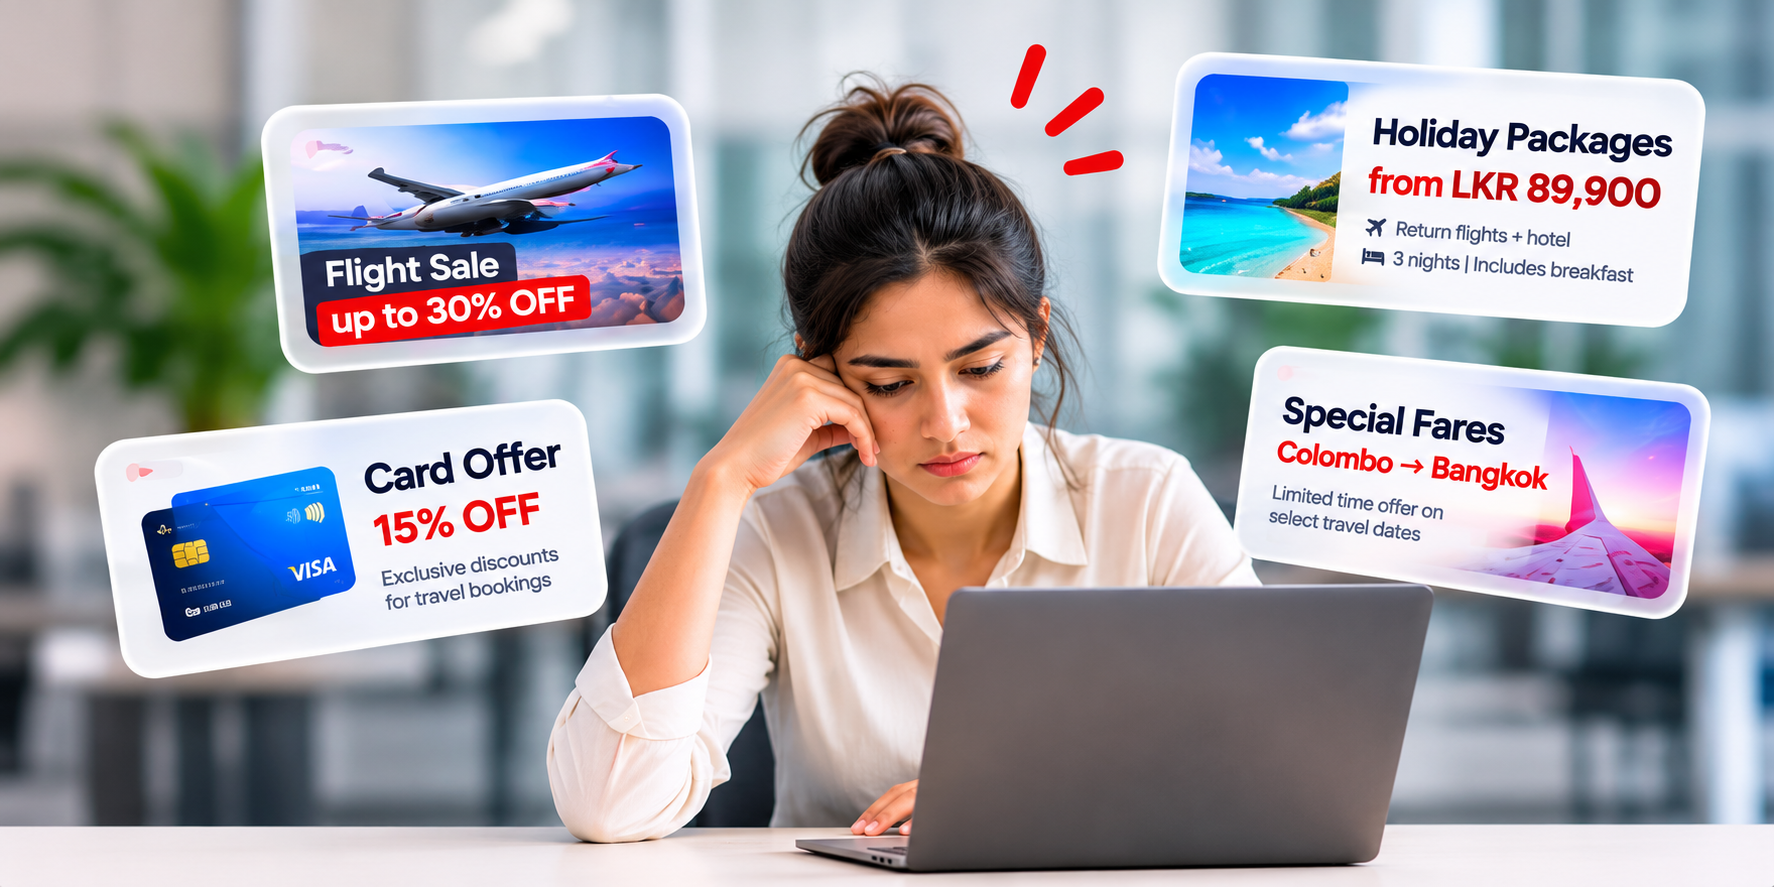 Flight Sale
up to 30% OFF
Holiday Packages
from LKR 89,900
Return flights + hotel
3 nights | Includes breakfast
Card Offer
15% OFF
Exclusive discounts
for travel bookings
VISA
Special Fares
Colombo → Bangkok
Limited time offer on
select travel dates